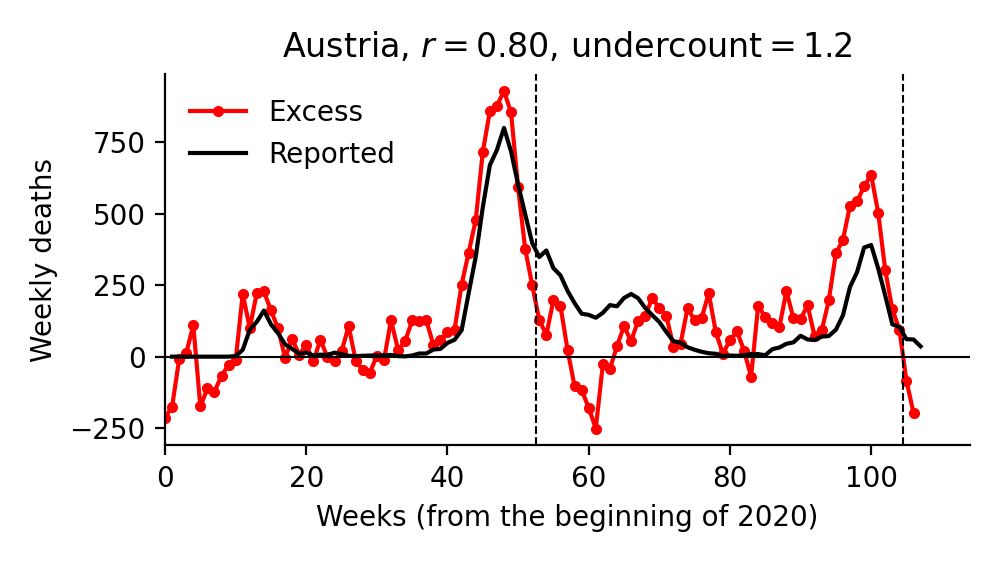 Austria, r = 0.80, undercount = 1.2
Excess
Reported
Weekly deaths
750
500
250
0
−250
0 20 40 60 80 100
Weeks (from the beginning of 2020)